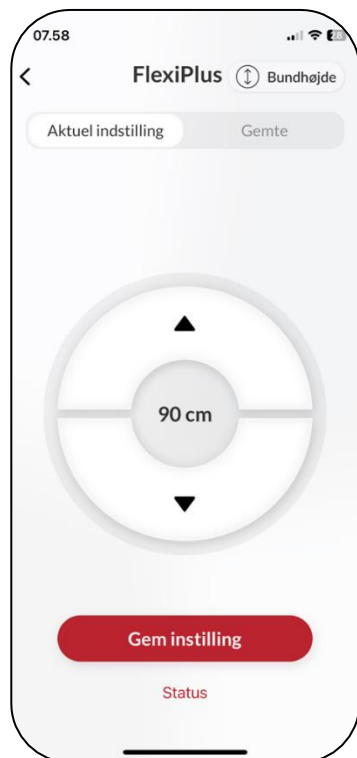 07.58
FlexiPlus Bundhøjde
Aktuel indstilling Gemte
90 cm
Gem instilling
Status